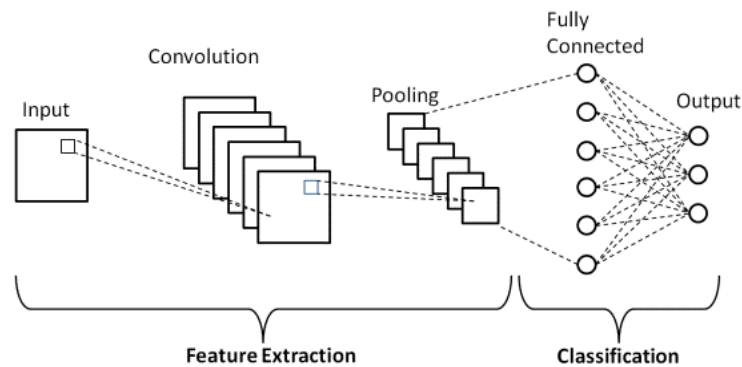 Input
Convolution
Pooling
Fully
Connected
Output
Feature Extraction
Classification